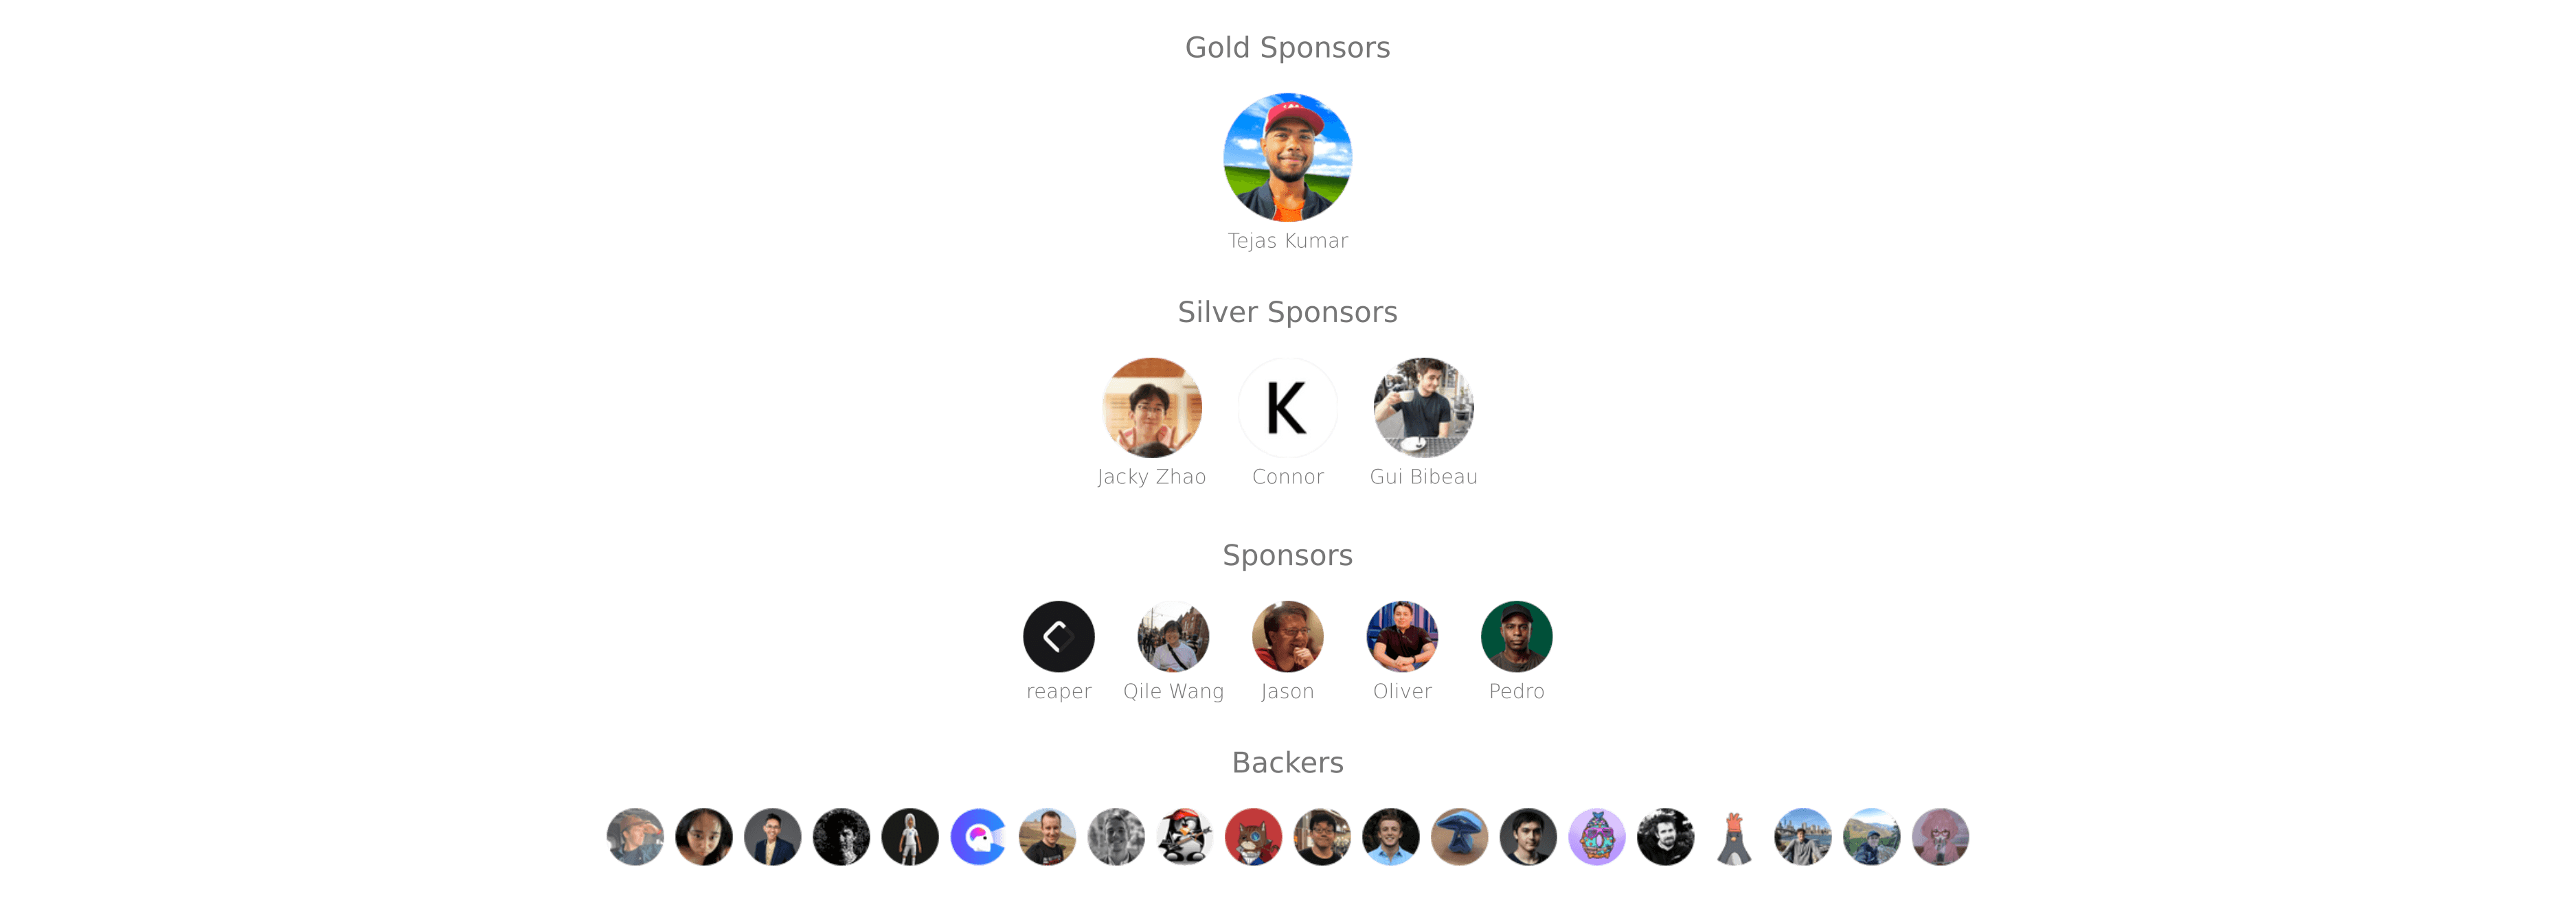 Gold Sponsors
Tejas Kumar
Silver Sponsors
K
Jacky Zhao Connor Gui Bibeau
Sponsors
reaper Qile Wang Jason Oliver Pedro
Backers